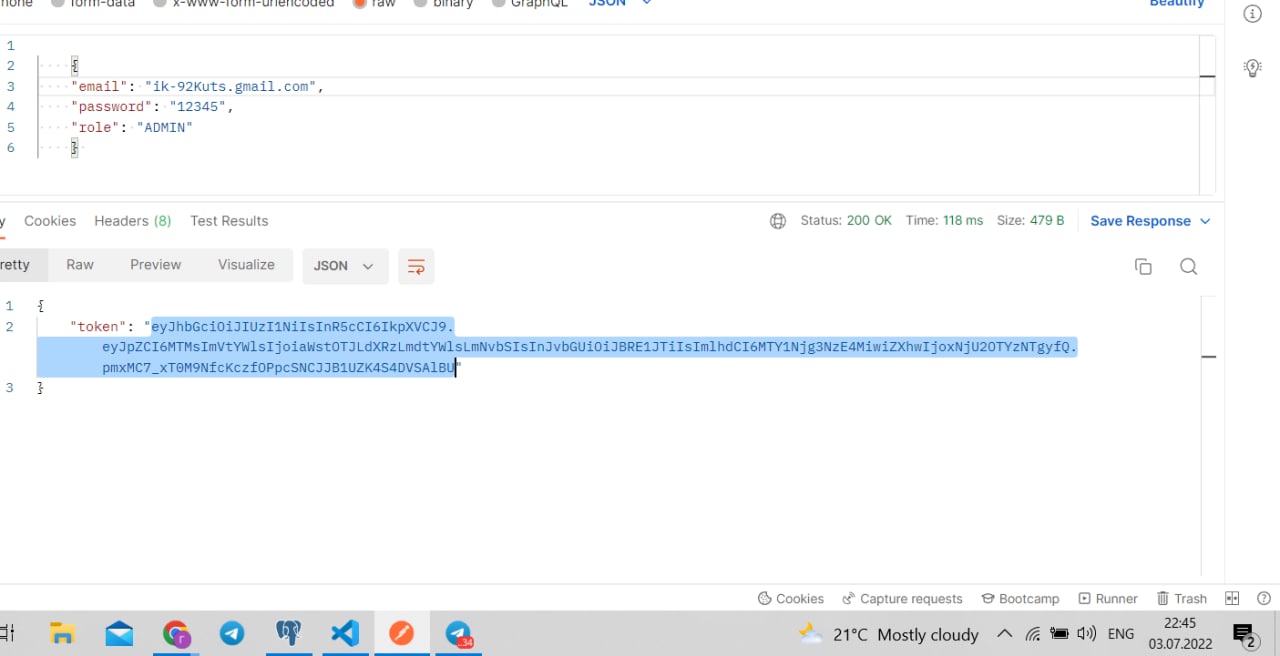 none form-data x-www-form-urlencoded raw binary GraphQL JSON Beautify
1
2 {
3 "email": "ik-92Kuts.gmail.com",
4 "password": "12345",
5 "role": "ADMIN"
6 }
y Cookies Headers (8) Test Results Status: 200 OK Time: 118 ms Size: 479 B Save Response
retty Raw Preview Visualize JSON
1 {
2 "token": "eyJhbGciOiJIUzI1NiIsInR5cCI6IkpXVCJ9.
eyJpZCI6MTMsImVtYWlsIjoiaWstOTJLdXRzLmdtYWlsLmNvbSIsInJvbGUiOiJBRE1JTiIsImlhdCI6MTY1Njg3NzE4MiwiZXhwIjoxNjU2OTYzNTgyfQ.
pmxMC7_xT0M9NfcKczfOPpcSNCJJB1UZK4S4DVSAlBU"
3 }
Cookies Capture requests Bootcamp Runner Trash
34 21°C Mostly cloudy ENG 22:45
03.07.2022 2